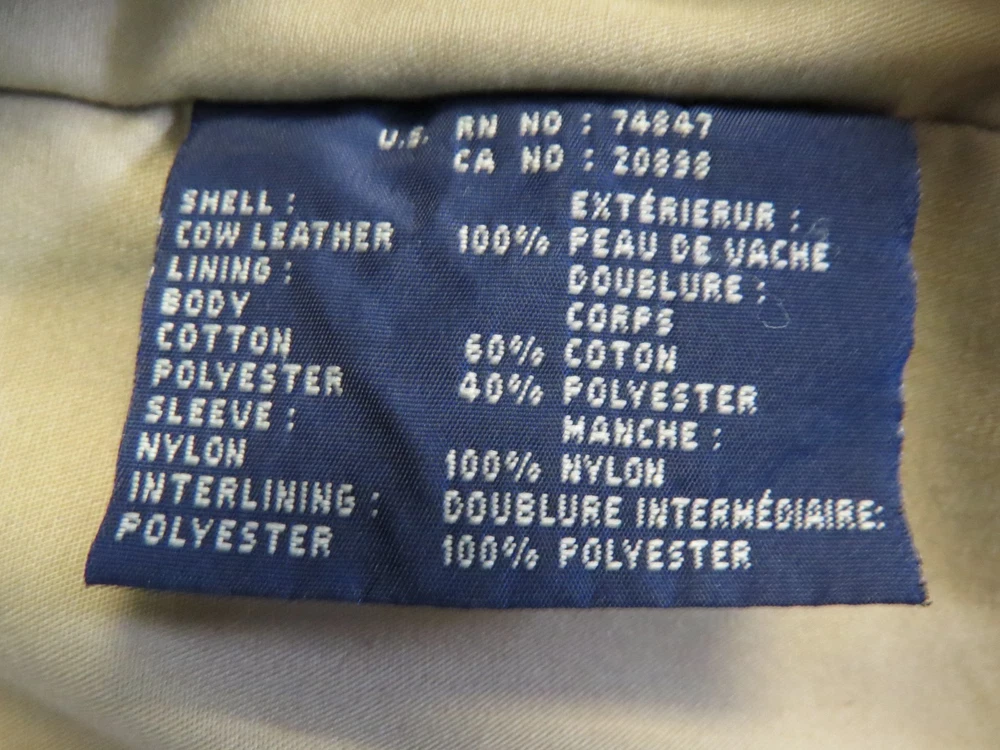 U.S. RN NO : 74847
CA NO : 20898
SHELL : EXTÉRIERUR :
COW LEATHER 100% PEAU DE VACHE
LINING : DOUBLURE :
BODY CORPS
COTTON 60% COTON
POLYESTER 40% POLYESTER
SLEEVE : MANCHE :
NYLON 100% NYLON
INTERLINING : DOUBLURE INTERMÉDIAIRE:
POLYESTER 100% POLYESTER